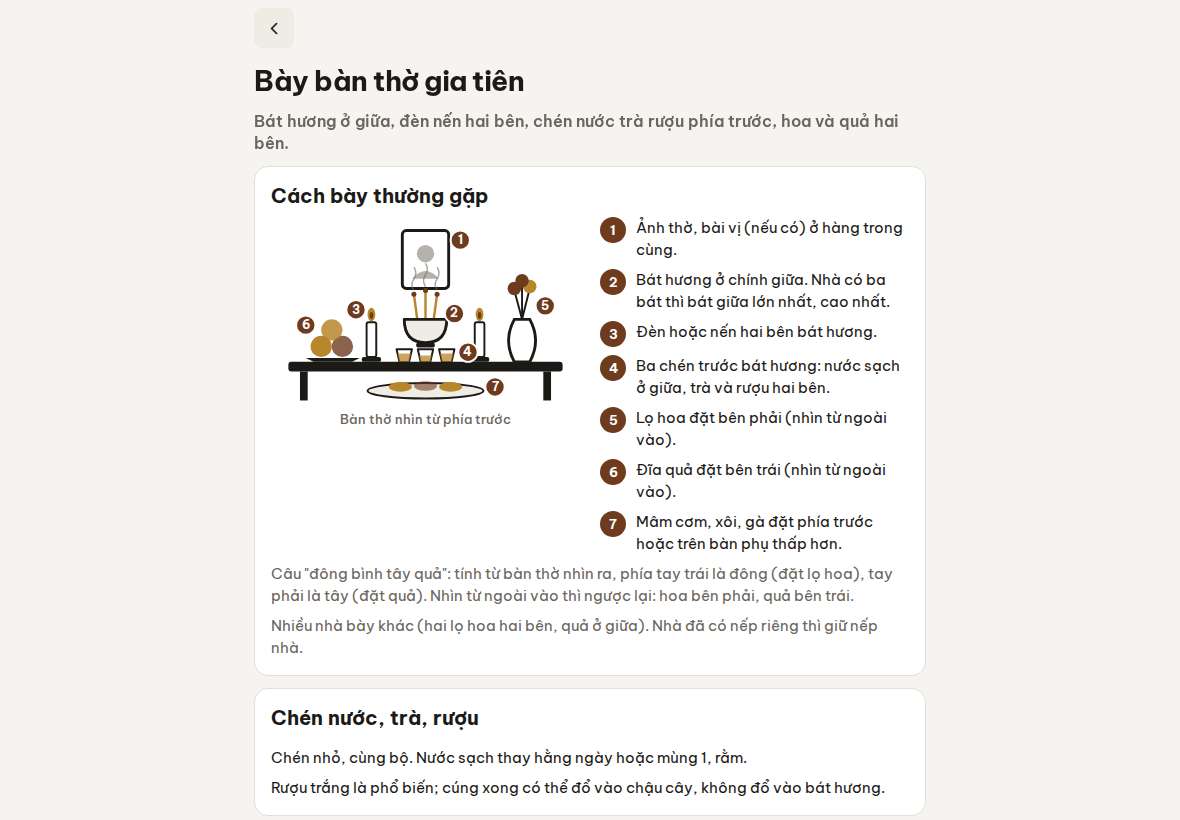 Bày bàn thờ gia tiên
Bát hương ở giữa, đèn nến hai bên, chén nước trà rượu phía trước, hoa và quả hai
bên.
Cách bày thường gặp
1
2
3
4
5
6
7
Bàn thờ nhìn từ phía trước
1 Ảnh thờ, bài vị (nếu có) ở hàng trong
cùng.
2 Bát hương ở chính giữa. Nhà có ba
bát thì bát giữa lớn nhất, cao nhất.
3 Đèn hoặc nến hai bên bát hương.
4 Ba chén trước bát hương: nước sạch
ở giữa, trà và rượu hai bên.
5 Lọ hoa đặt bên phải (nhìn từ ngoài
vào).
6 Đĩa quả đặt bên trái (nhìn từ ngoài
vào).
7 Mâm cơm, xôi, gà đặt phía trước
hoặc trên bàn phụ thấp hơn.
Câu "đông bình tây quả": tính từ bàn thờ nhìn ra, phía tay trái là đông (đặt lọ hoa), tay
phải là tây (đặt quả). Nhìn từ ngoài vào thì ngược lại: hoa bên phải, quả bên trái.
Nhiều nhà bày khác (hai lọ hoa hai bên, quả ở giữa). Nhà đã có nếp riêng thì giữ nếp
nhà.
Chén nước, trà, rượu
Chén nhỏ, cùng bộ. Nước sạch thay hằng ngày hoặc mùng 1, rằm.
Rượu trắng là phổ biến; cúng xong có thể đổ vào chậu cây, không đổ vào bát hương.